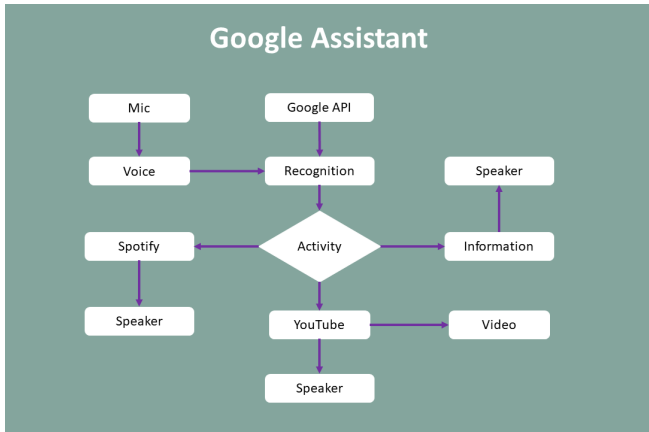 Google Assistant
Mic
Google API
Voice
Recognition
Speaker
Spotify
Activity
Information
Speaker
YouTube
Video
Speaker